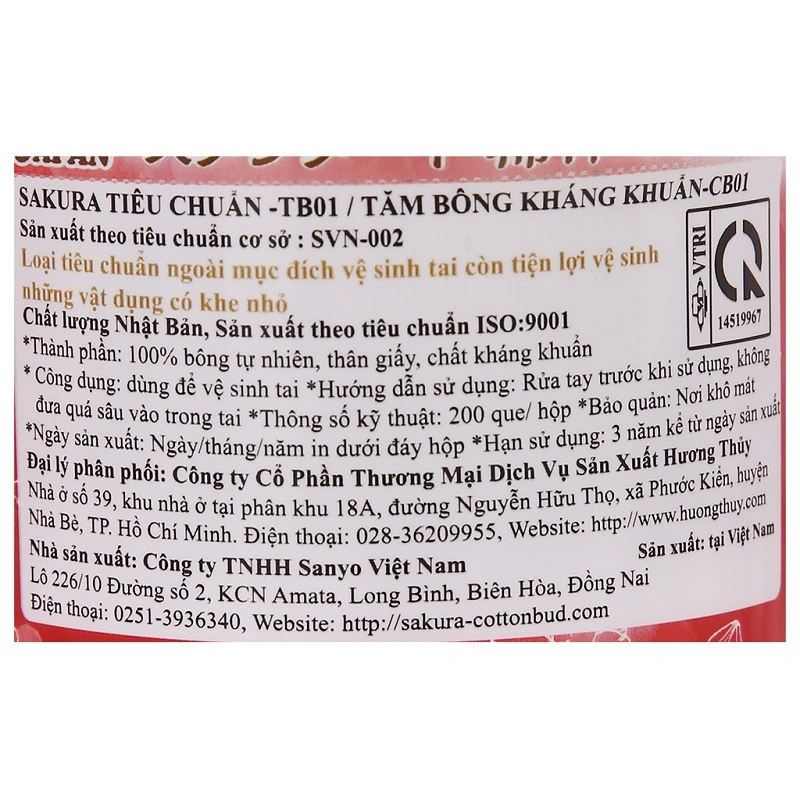 JAPAN
SAKURA TIÊU CHUẨN -TB01 / TĂM BÔNG KHÁNG KHUẨN-CB01
Sản xuất theo tiêu chuẩn cơ sở : SVN-002
Loại tiêu chuẩn ngoài mục đích vệ sinh tai còn tiện lợi vệ sinh
những vật dụng có khe nhỏ
VTRI
14519967
Chất lượng Nhật Bản, Sản xuất theo tiêu chuẩn ISO:9001
*Thành phần: 100% bông tự nhiên, thân giấy, chất kháng khuẩn
* Công dụng: dùng để vệ sinh tai *Hướng dẫn sử dụng: Rửa tay trước khi sử dụng, không
đưa quá sâu vào trong tai *Thông số kỹ thuật: 200 que/ hộp *Bảo quản: Nơi khô mát
*Ngày sản xuất: Ngày/tháng/năm in dưới đáy hộp *Hạn sử dụng: 3 năm kể từ ngày sản xuất
Đại lý phân phối: Công ty Cổ Phần Thương Mại Dịch Vụ Sản Xuất Hương Thủy
Nhà ở số 39, khu nhà ở tại phân khu 18A, đường Nguyễn Hữu Thọ, xã Phước Kiển, huyện
Nhà Bè, TP. Hồ Chí Minh. Điện thoại: 028-36209955, Website: http://www.huongthuy.com
Nhà sản xuất: Công ty TNHH Sanyo Việt Nam
Sản xuất: tại Việt Nam
Lô 226/10 Đường số 2, KCN Amata, Long Bình, Biên Hòa, Đồng Nai
Điện thoại: 0251-3936340, Website: http://sakura-cottonbud.com